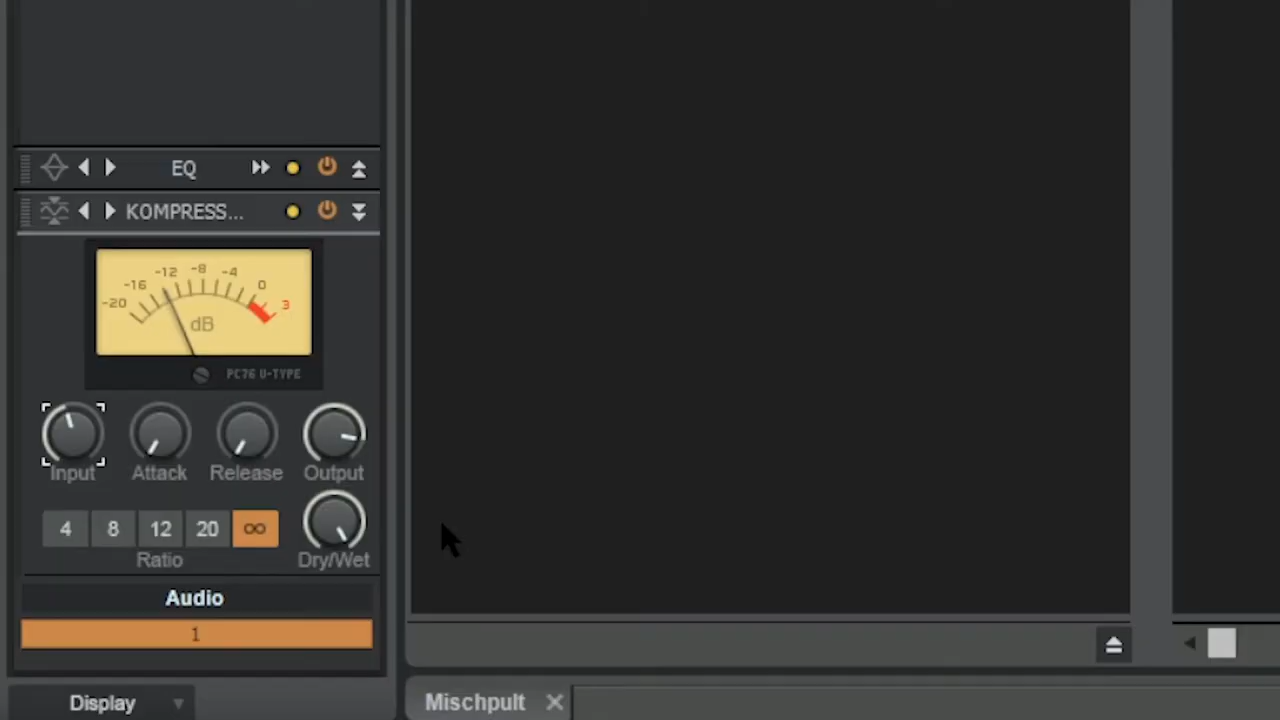 EQ
KOMPRESS...
-20 -16 -12 -8 -4 0 3
dB
PC76 U-TYPE
Input Attack Release Output
4 8 12 20 ∞
Ratio Dry/Wet
Audio
1
Display
Mischpult